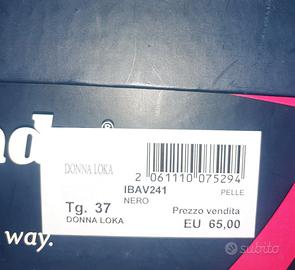 nd®
DONNA LOKA
2 061110 075294
IBAV241
PELLE
NERO
Tg. 37
Prezzo vendita
DONNA LOKA
EU 65,00
way.
subito